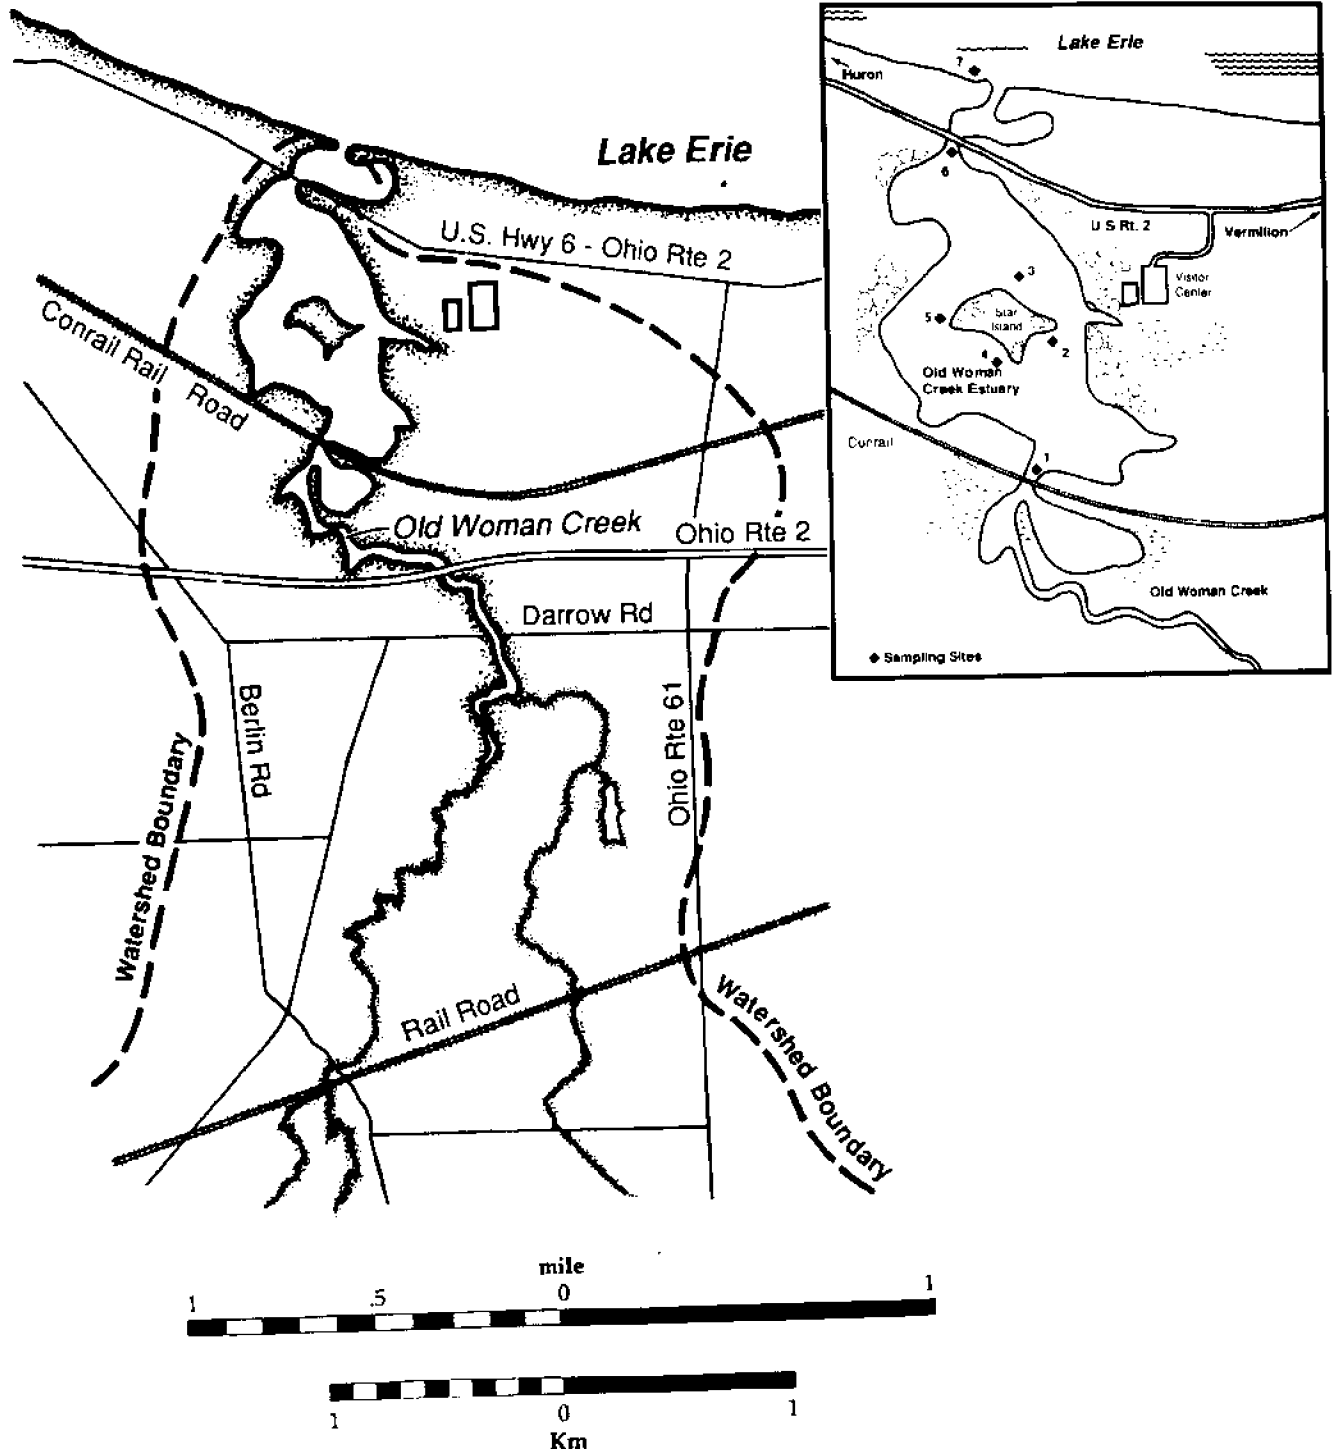 Lake Erie
U.S. Hwy 6 - Ohio Rte 2
Conrail Rail Road
Old Woman Creek
Ohio Rte 2
Darrow Rd
Berlin Rd
Ohio Rte 61
Watershed Boundary
Rail Road
Watershed Boundary
Lake Erie
7
Huron
6
U S Rt. 2
Vermilion
3
Visitor
Center
Star
Island
5
2
4
Old Woman
Creek Estuary
Conrail
1
Old Woman Creek
Sampling Sites
mile
1 .5 0 1
1 0 1
Km